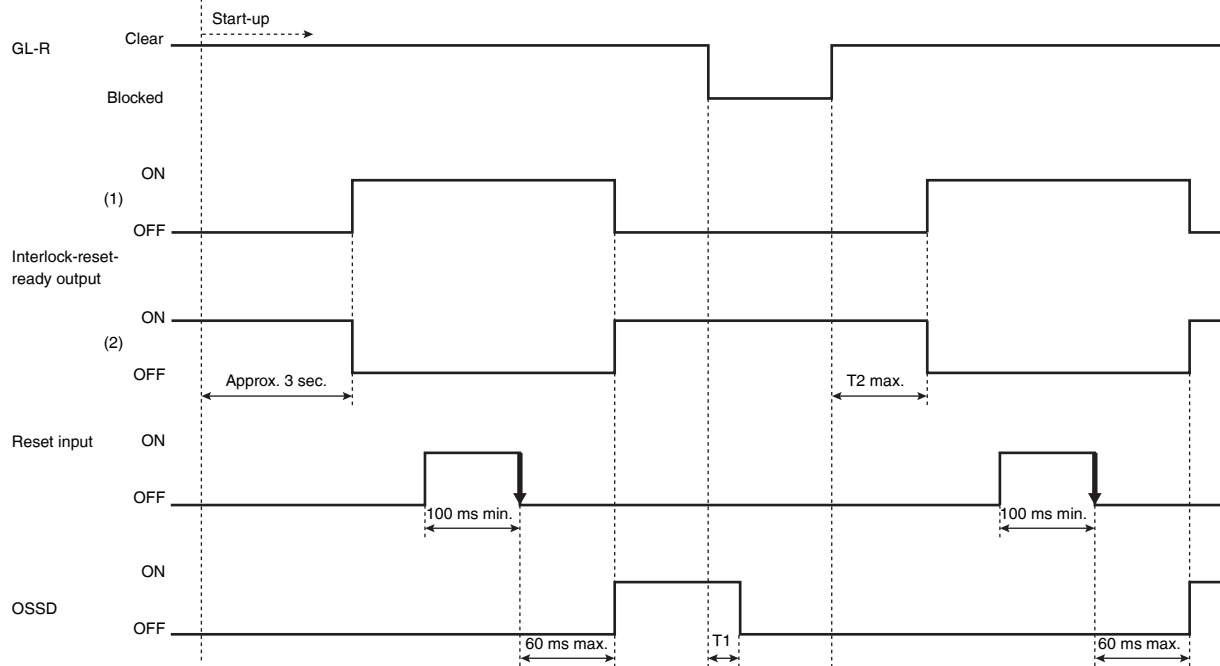 Start-up
GL-R
Clear
Blocked
ON
(1)
OFF
Interlock-reset-
ready output
ON
(2)
OFF
Approx. 3 sec.
T2 max.
Reset input
ON
OFF
100 ms min.
100 ms min.
ON
OSSD
OFF
60 ms max.
T1
60 ms max.